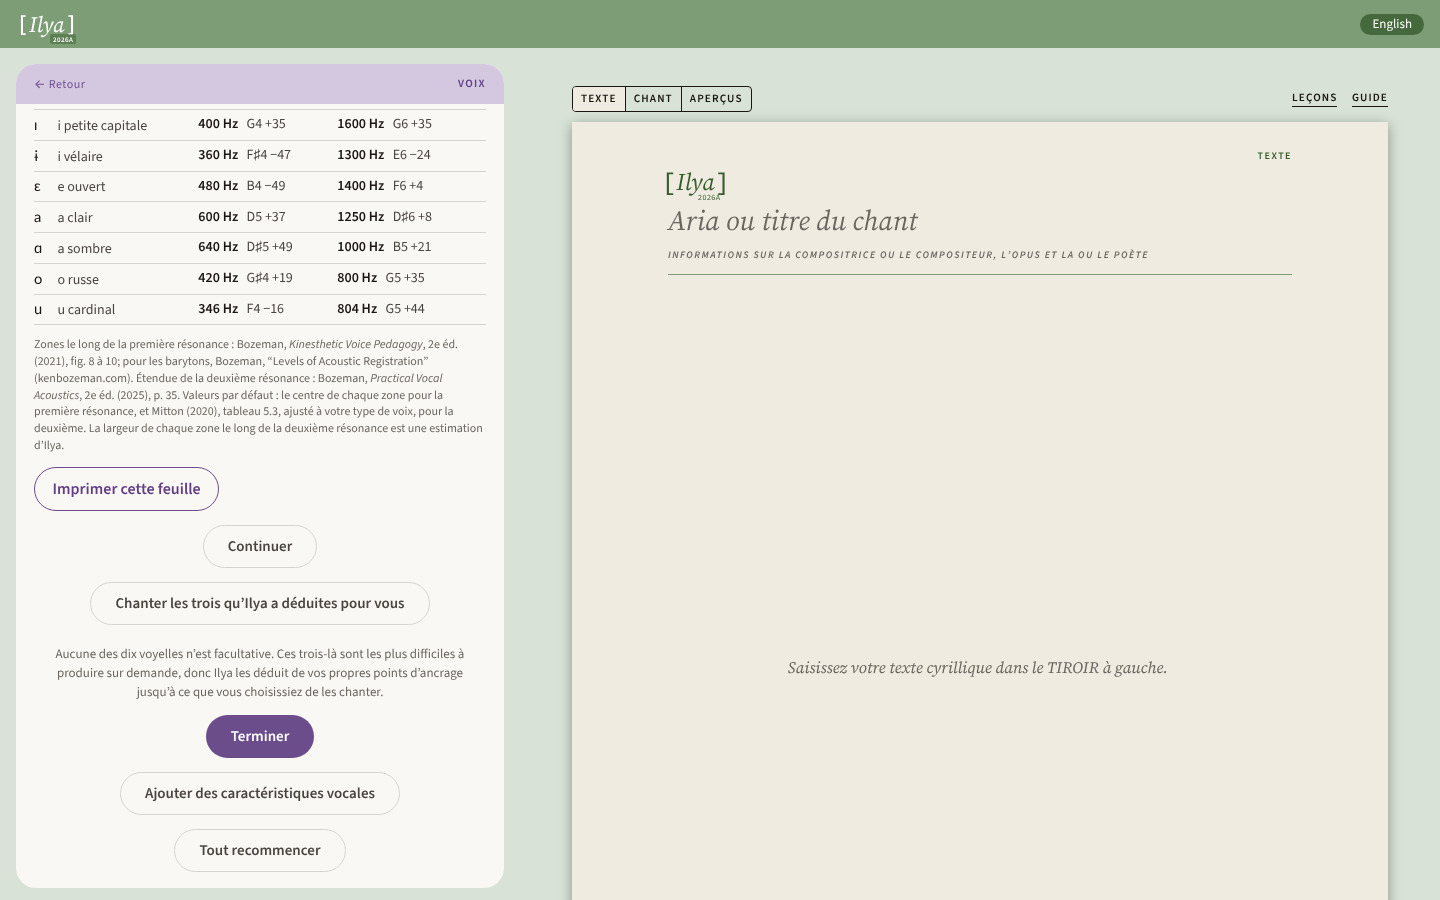 [Ilya]
2026A
English
← Retour
VOIX
ɪ i petite capitale 400 Hz G4 +35 1600 Hz G6 +35
ɨ i vélaire 360 Hz F♯4 −47 1300 Hz E6 −24
ɛ e ouvert 480 Hz B4 −49 1400 Hz F6 +4
a a clair 600 Hz D5 +37 1250 Hz D♯6 +8
ɑ a sombre 640 Hz D♯5 +49 1000 Hz B5 +21
o o russe 420 Hz G♯4 +19 800 Hz G5 +35
u u cardinal 346 Hz F4 −16 804 Hz G5 +44
Zones le long de la première résonance : Bozeman, Kinesthetic Voice Pedagogy, 2e éd.
(2021), fig. 8 à 10; pour les barytons, Bozeman, “Levels of Acoustic Registration”
(kenbozeman.com). Étendue de la deuxième résonance : Bozeman, Practical Vocal
Acoustics, 2e éd. (2025), p. 35. Valeurs par défaut : le centre de chaque zone pour la
première résonance, et Mitton (2020), tableau 5.3, ajusté à votre type de voix, pour la
deuxième. La largeur de chaque zone le long de la deuxième résonance est une estimation
d’Ilya.
Imprimer cette feuille
Continuer
Chanter les trois qu’Ilya a déduites pour vous
Aucune des dix voyelles n’est facultative. Ces trois-là sont les plus difficiles à
produire sur demande, donc Ilya les déduit de vos propres points d’ancrage
jusqu’à ce que vous choisissiez de les chanter.
Terminer
Ajouter des caractéristiques vocales
Tout recommencer
TEXTE CHANT APERÇUS
LEÇONS GUIDE
TEXTE
[Ilya]
2026A
Aria ou titre du chant
INFORMATIONS SUR LA COMPOSITRICE OU LE COMPOSITEUR, L’OPUS ET LA OU LE POÈTE
Saisissez votre texte cyrillique dans le TIROIR à gauche.